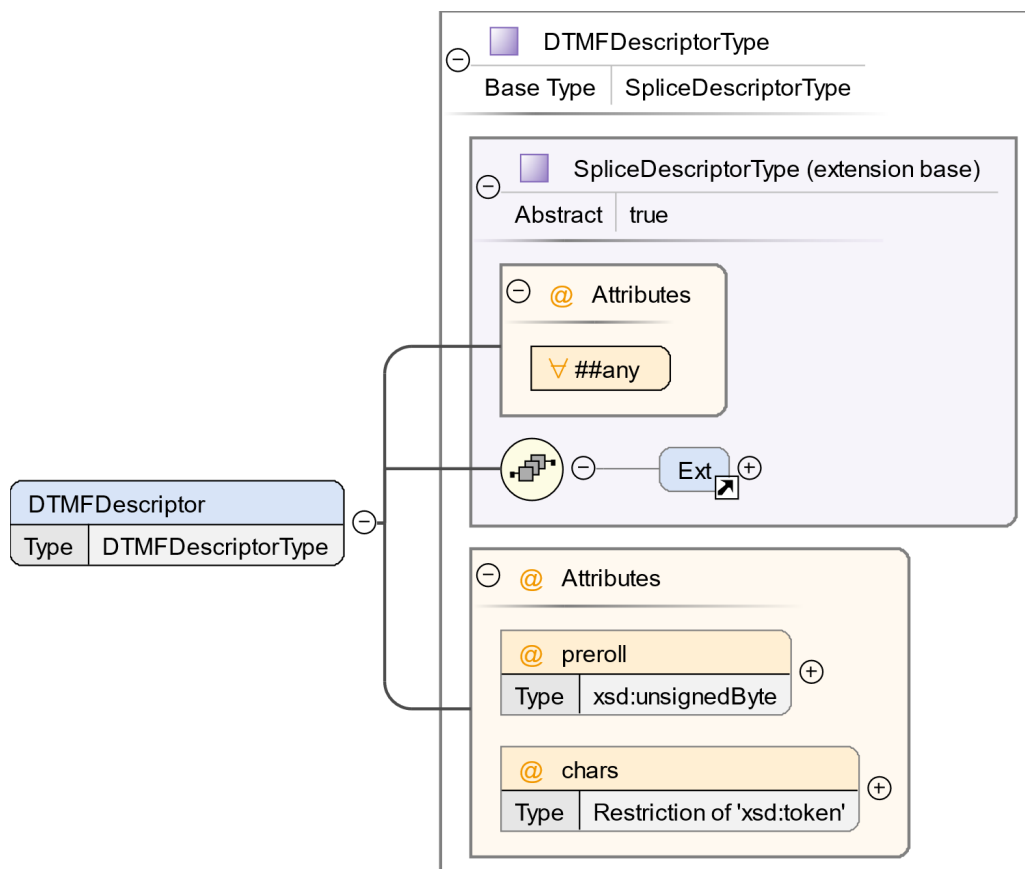 DTMFDescriptorType
Base Type SpliceDescriptorType
SpliceDescriptorType (extension base)
Abstract true
@ Attributes
∀ ##any
Ext
DTMFDescriptor
Type DTMFDescriptorType
@ Attributes
@ preroll
Type xsd:unsignedByte
@ chars
Type Restriction of 'xsd:token'